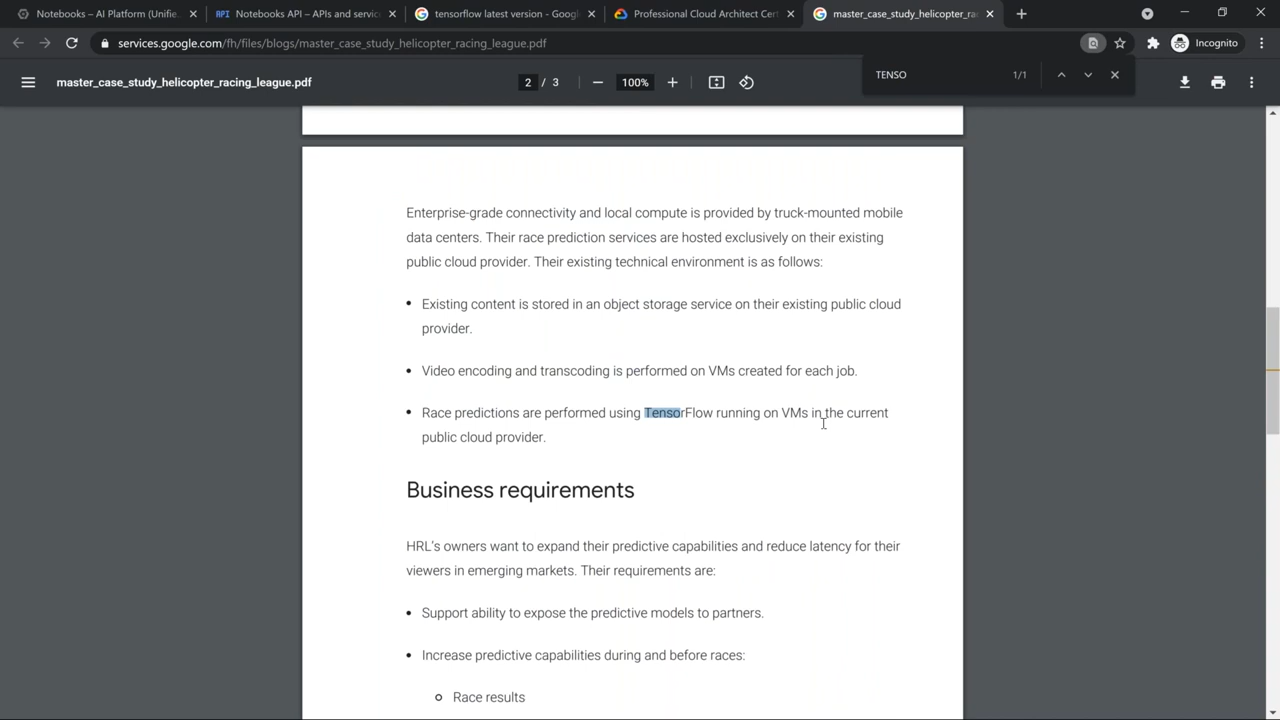 Notebooks – AI Platform (Unifie
Notebooks API – APIs and servic
tensorflow latest version - Goog
Professional Cloud Architect Cert
master_case_study_helicopter_ra
services.google.com/fh/files/blogs/master_case_study_helicopter_racing_league.pdf
Incognito
master_case_study_helicopter_racing_league.pdf
2 / 3
100%
TENSO
1/1
Enterprise-grade connectivity and local compute is provided by truck-mounted mobile
data centers. Their race prediction services are hosted exclusively on their existing
public cloud provider. Their existing technical environment is as follows:
• Existing content is stored in an object storage service on their existing public cloud
provider.
• Video encoding and transcoding is performed on VMs created for each job.
• Race predictions are performed using TensorFlow running on VMs in the current
public cloud provider.
Business requirements
HRL's owners want to expand their predictive capabilities and reduce latency for their
viewers in emerging markets. Their requirements are:
• Support ability to expose the predictive models to partners.
• Increase predictive capabilities during and before races:
Race results